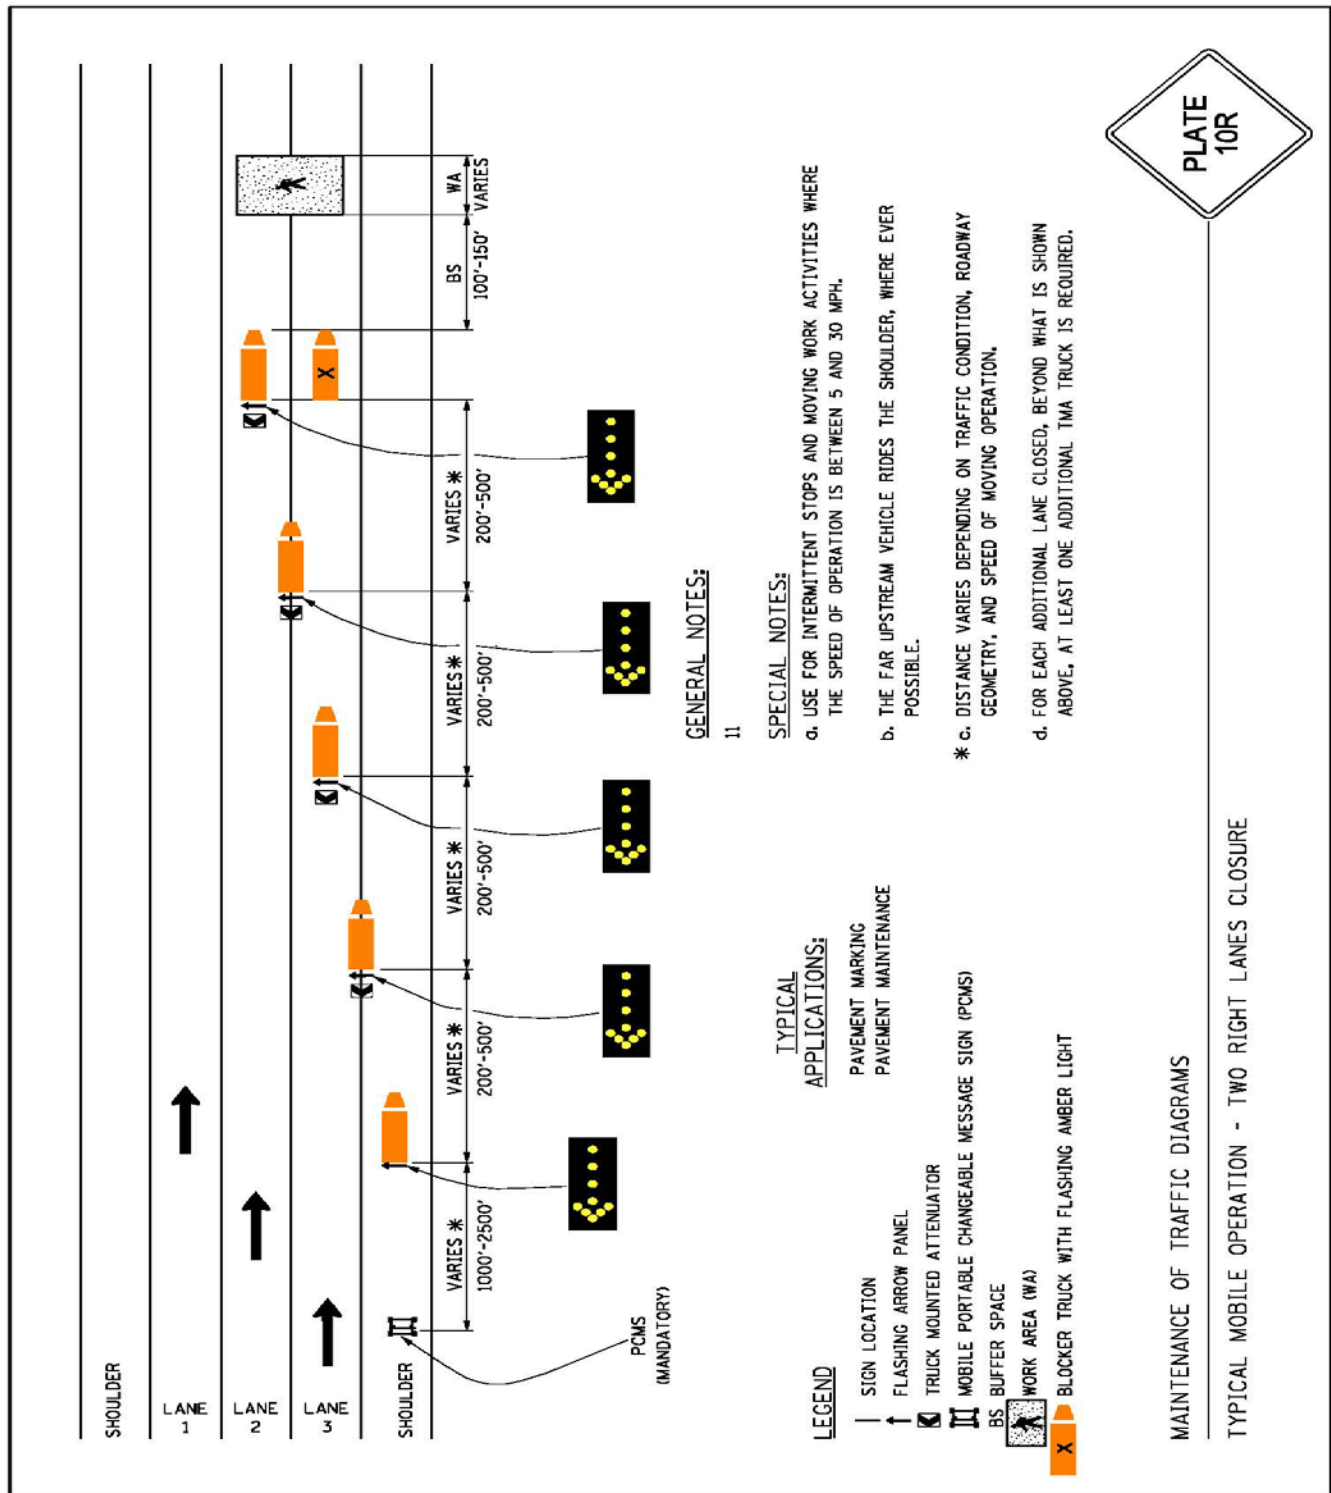 SHOULDER
LANE
1
LANE
2
LANE
3
SHOULDER
VARIES *
1000'-2500'
VARIES *
200'-500'
VARIES *
200'-500'
VARIES *
200'-500'
VARIES *
200'-500'
BS
100'-150'
WA
VARIES
X
PCMS
(MANDATORY)
GENERAL NOTES:
11
SPECIAL NOTES:
a. USE FOR INTERMITTENT STOPS AND MOVING WORK ACTIVITIES WHERE
THE SPEED OF OPERATION IS BETWEEN 5 AND 30 MPH.
b. THE FAR UPSTREAM VEHICLE RIDES THE SHOULDER, WHERE EVER
POSSIBLE.
* c. DISTANCE VARIES DEPENDING ON TRAFFIC CONDITION, ROADWAY
GEOMETRY, AND SPEED OF MOVING OPERATION.
d. FOR EACH ADDITIONAL LANE CLOSED, BEYOND WHAT IS SHOWN
ABOVE, AT LEAST ONE ADDITIONAL TMA TRUCK IS REQUIRED.
TYPICAL
APPLICATIONS:
PAVEMENT MARKING
PAVEMENT MAINTENANCE
LEGEND
SIGN LOCATION
FLASHING ARROW PANEL
TRUCK MOUNTED ATTENUATOR
MOBILE PORTABLE CHANGEABLE MESSAGE SIGN (PCMS)
BS BUFFER SPACE
WORK AREA (WA)
X BLOCKER TRUCK WITH FLASHING AMBER LIGHT
MAINTENANCE OF TRAFFIC DIAGRAMS
TYPICAL MOBILE OPERATION - TWO RIGHT LANES CLOSURE
PLATE
10R